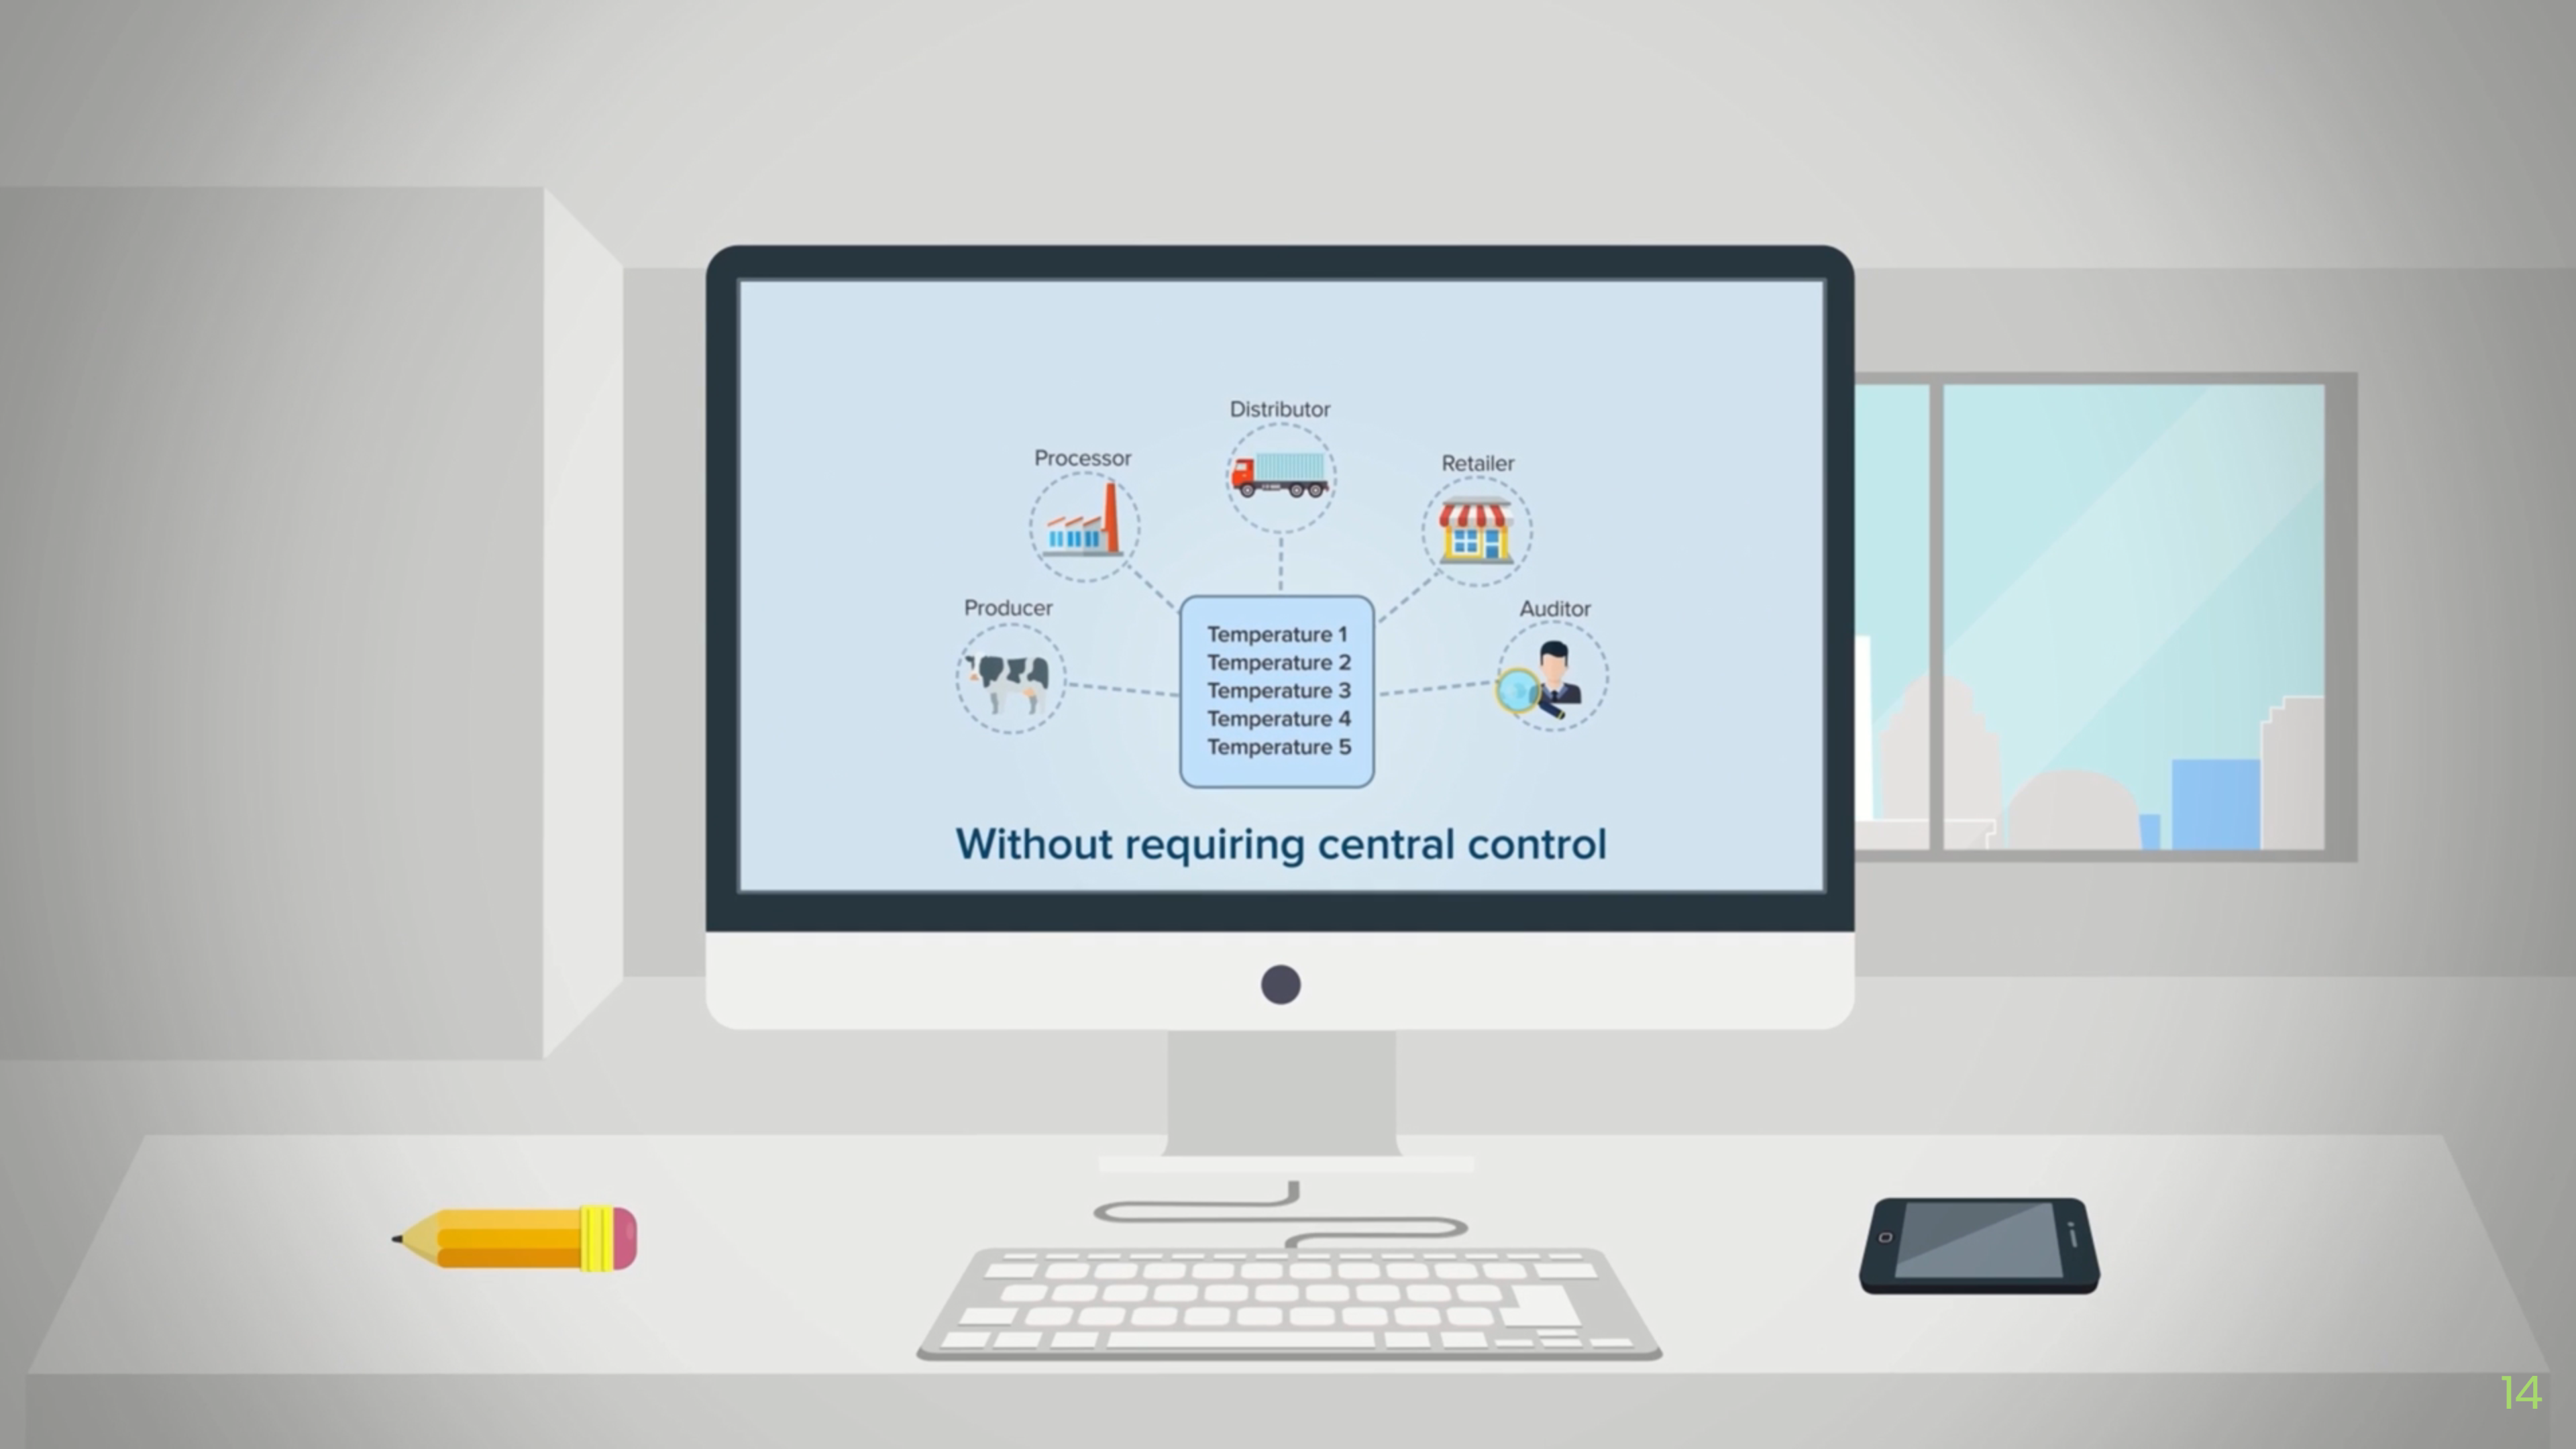 Distributor
Processor
Retailer
Producer
Auditor
Temperature 1
Temperature 2
Temperature 3
Temperature 4
Temperature 5
Without requiring central control
14